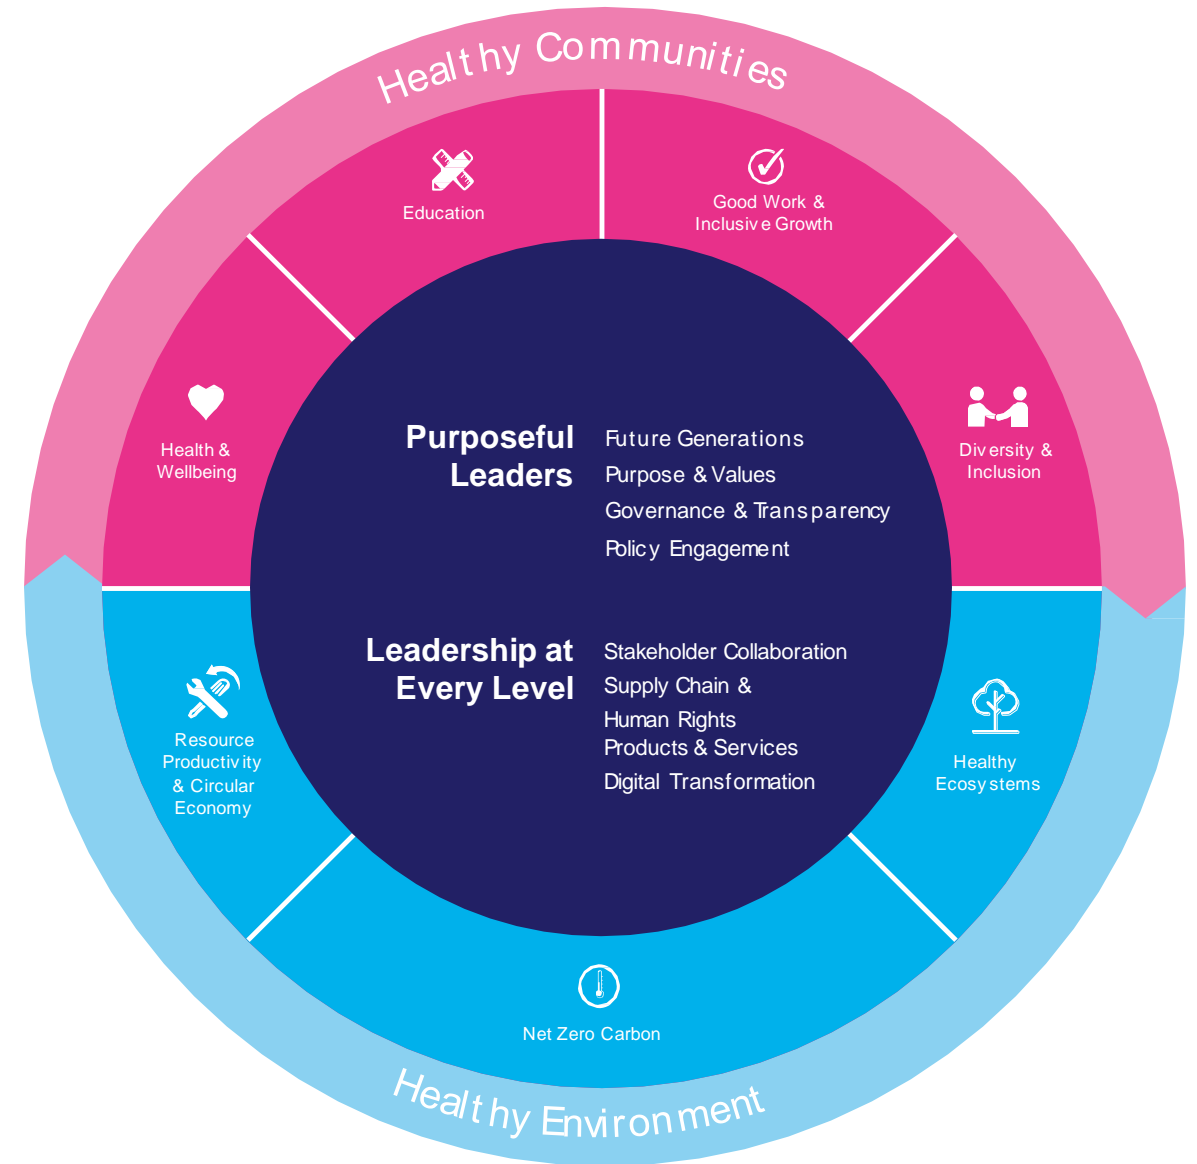 Healthy Communities
Education
Good Work &
Inclusive Growth
Health &
Wellbeing
Diversity &
Inclusion
Purposeful
Leaders
Future Generations
Purpose & Values
Governance & Transparency
Policy Engagement
Leadership at
Every Level
Stakeholder Collaboration
Supply Chain &
Human Rights
Products & Services
Digital Transformation
Resource
Productivity
& Circular
Economy
Healthy
Ecosystems
Net Zero Carbon
Healthy Environment